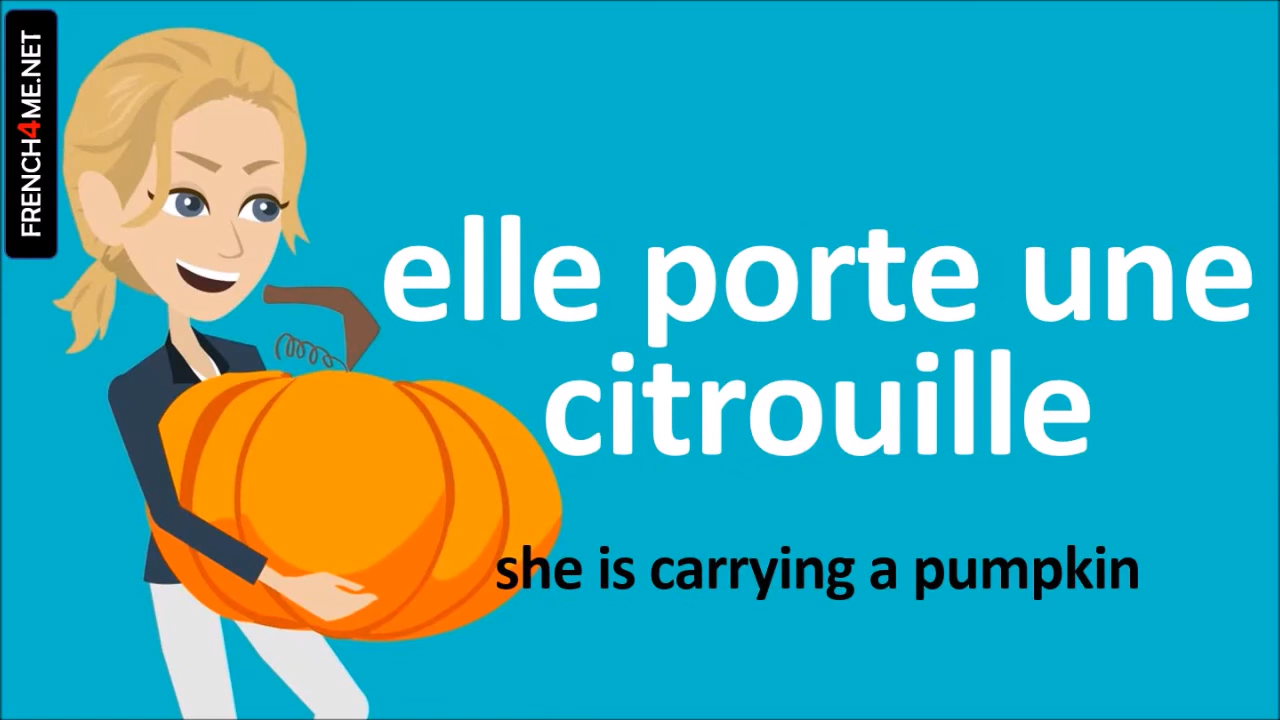 FRENCH4ME.NET
elle porte une
citrouille
she is carrying a pumpkin